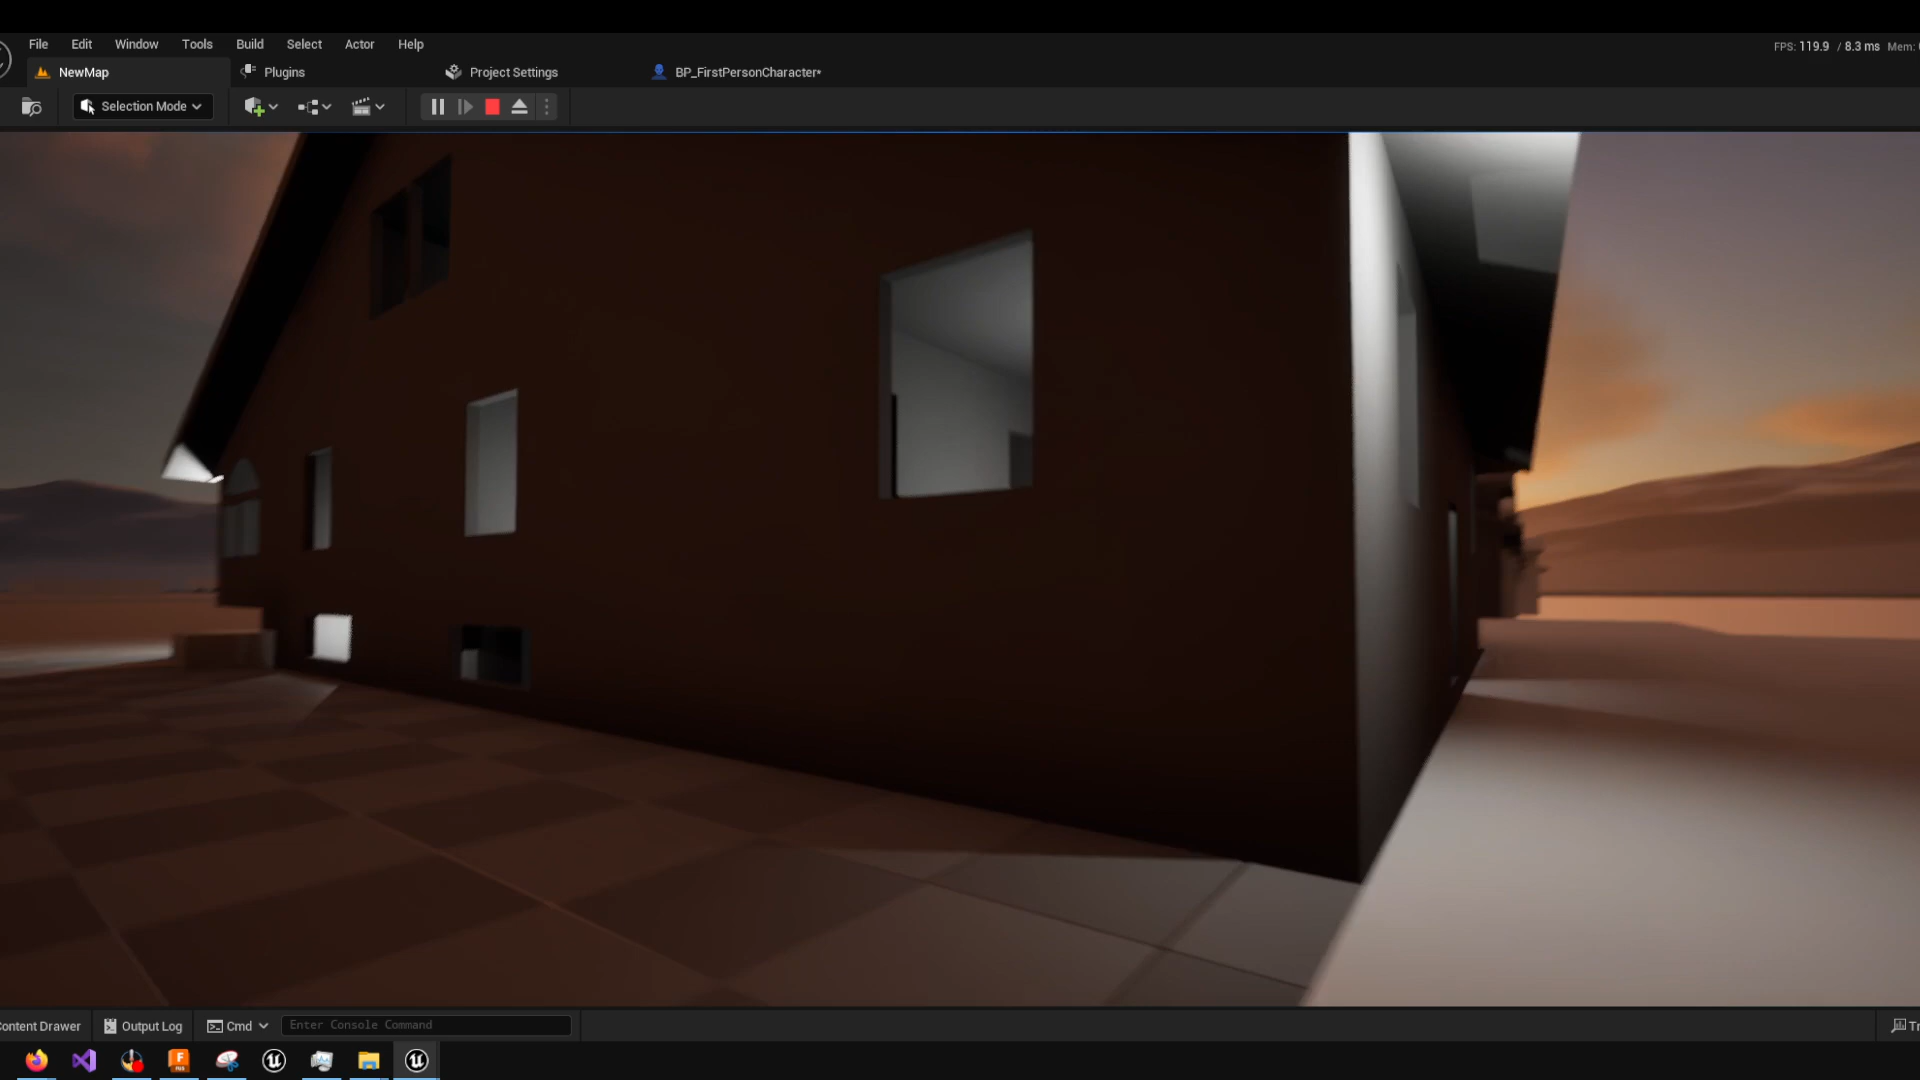 File Edit Window Tools Build Select Actor Help
FPS: 119.9 / 8.3 ms Mem:
NewMap Plugins Project Settings BP_FirstPersonCharacter*
Selection Mode
ontent Drawer Output Log Cmd Enter Console Command Tr